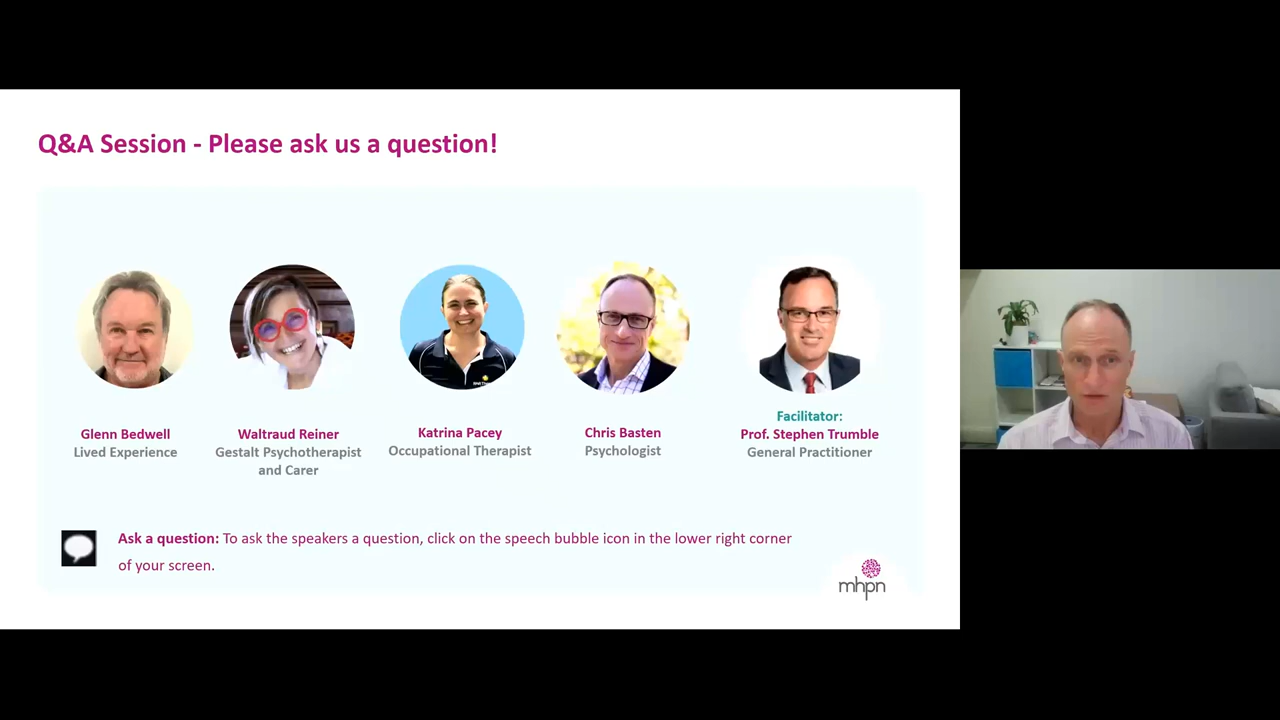 Q&A Session - Please ask us a question!
Glenn Bedwell
Lived Experience
Waltraud Reiner
Gestalt Psychotherapist
and Carer
Katrina Pacey
Occupational Therapist
Chris Basten
Psychologist
Facilitator:
Prof. Stephen Trumble
General Practitioner
Ask a question: To ask the speakers a question, click on the speech bubble icon in the lower right corner
of your screen.
mhpn